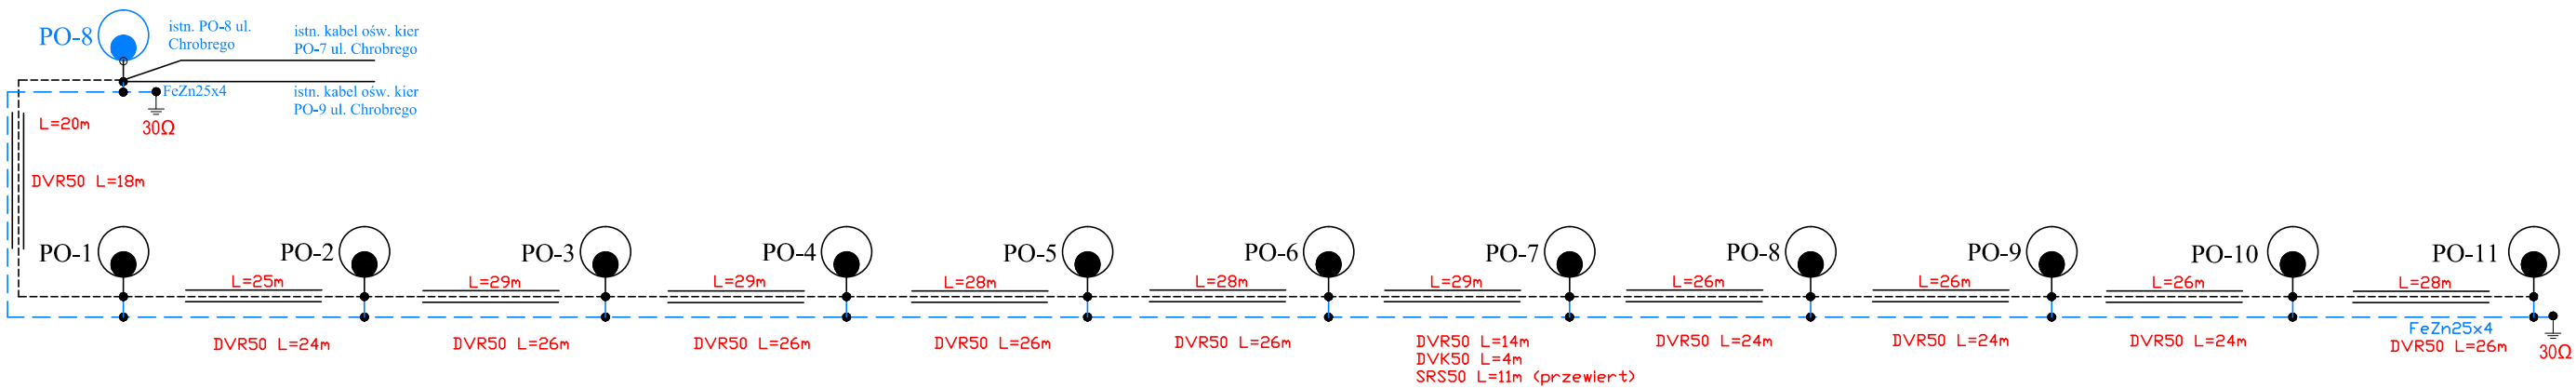 PO-8
istn. PO-8 ul.
Chrobrego
istn. kabel ośw. kier
PO-7 ul. Chrobrego
FeZn25x4
istn. kabel ośw. kier
PO-9 ul. Chrobrego
L=20m
30Ω
DVR50 L=18m
PO-1
PO-2
PO-3
PO-4
PO-5
PO-6
PO-7
PO-8
PO-9
PO-10
PO-11
L=25m
L=29m
L=29m
L=28m
L=28m
L=29m
L=26m
L=26m
L=26m
L=28m
DVR50 L=24m
DVR50 L=26m
DVR50 L=26m
DVR50 L=26m
DVR50 L=26m
DVR50 L=14m
DVK50 L=4m
SRS50 L=11m (przewiert)
DVR50 L=24m
DVR50 L=24m
DVR50 L=24m
FeZn25x4
DVR50 L=26m
30Ω